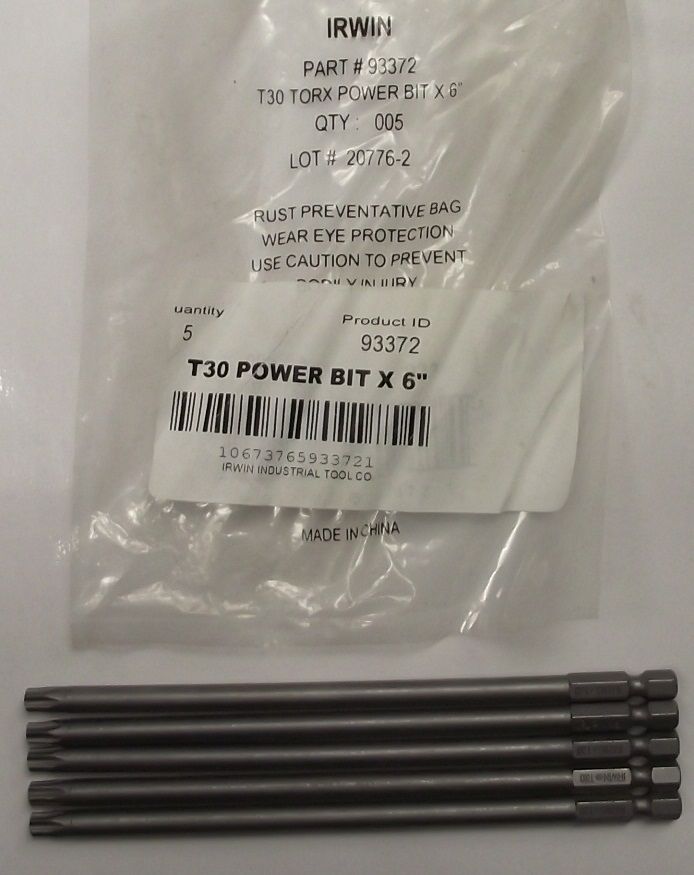 IRWIN
PART # 93372
T30 TORX POWER BIT X 6"
QTY : 005
LOT # 20776-2
RUST PREVENTATIVE BAG
WEAR EYE PROTECTION
USE CAUTION TO PREVENT
BODILY INJURY
uantity
5
Product ID
93372
T30 POWER BIT X 6"
10673765933721
IRWIN INDUSTRIAL TOOL CO
MADE IN CHINA
IRWIN T30